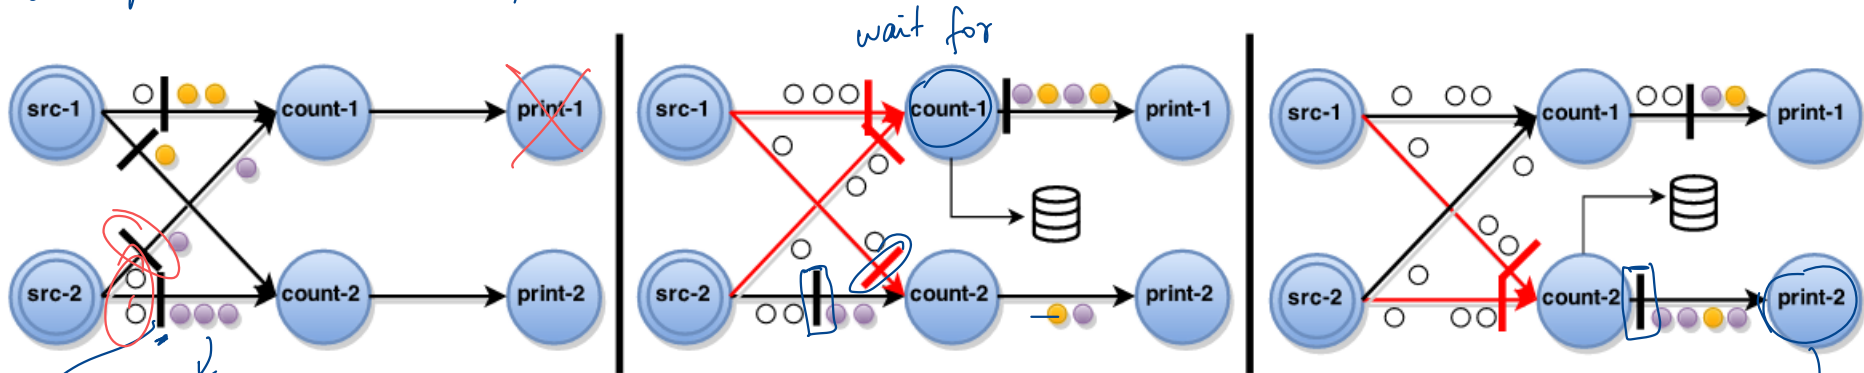 wait for
src-1 count-1 print-1
src-2 count-2 print-2
src-1 count-1 print-1
src-2 count-2 print-2
src-1 count-1 print-1
src-2 count-2 print-2